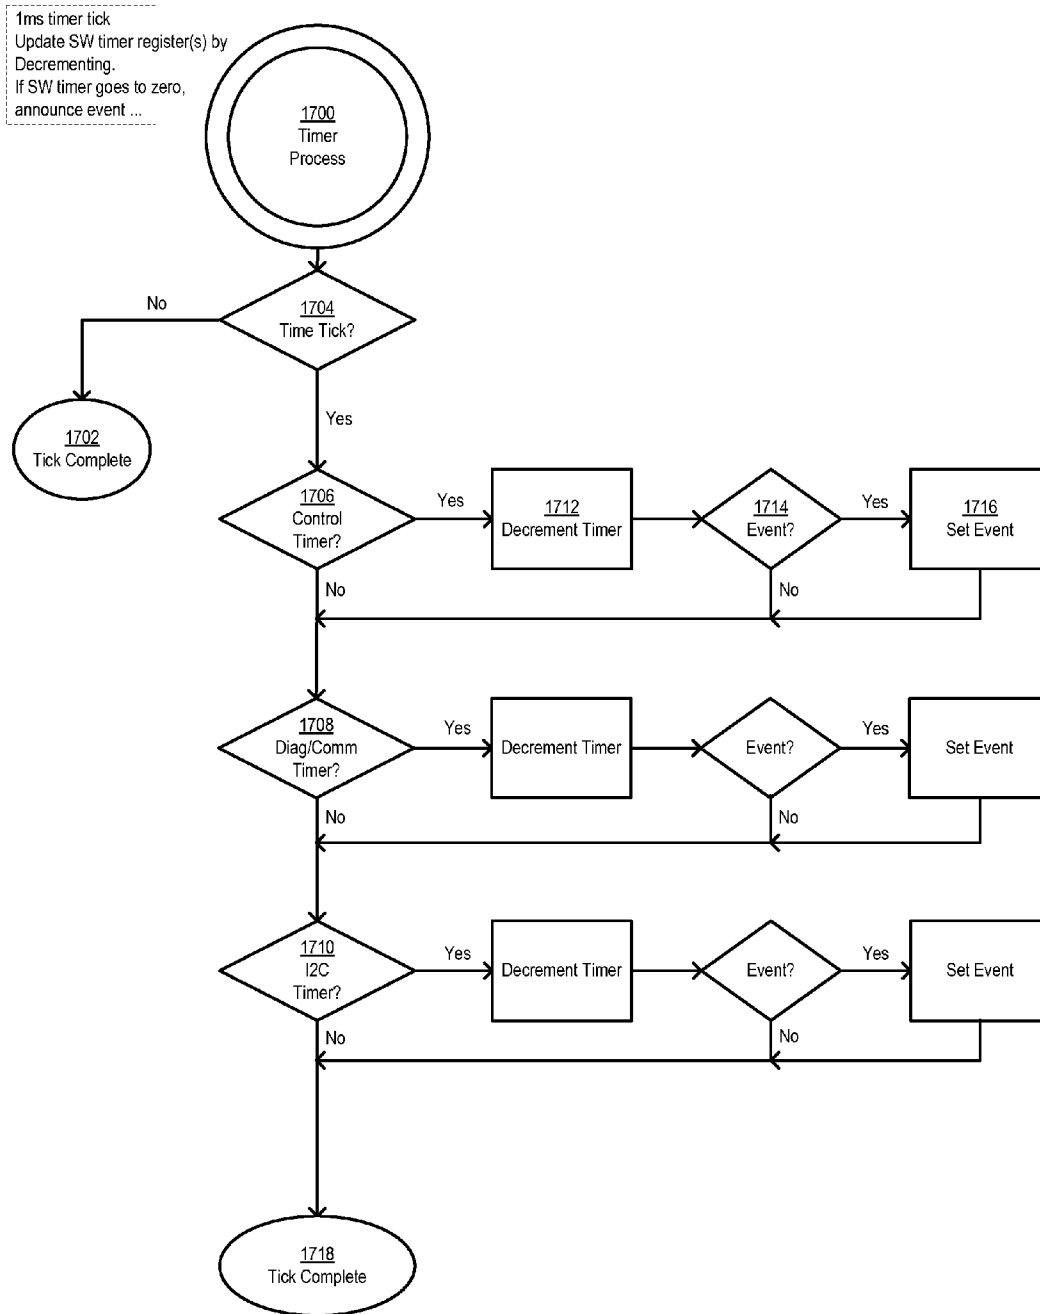 1ms timer tick
Update SW timer register(s) by
Decrementing.
If SW timer goes to zero,
announce event ...
1700
Timer
Process
1704
Time Tick?
No
Yes
1702
Tick Complete
1706
Control
Timer?
Yes
1712
Decrement Timer
1714
Event?
Yes
1716
Set Event
No
No
1708
Diag/Comm
Timer?
Yes
Decrement Timer
Event?
Yes
Set Event
No
No
1710
I2C
Timer?
Yes
Decrement Timer
Event?
Yes
Set Event
No
No
1718
Tick Complete